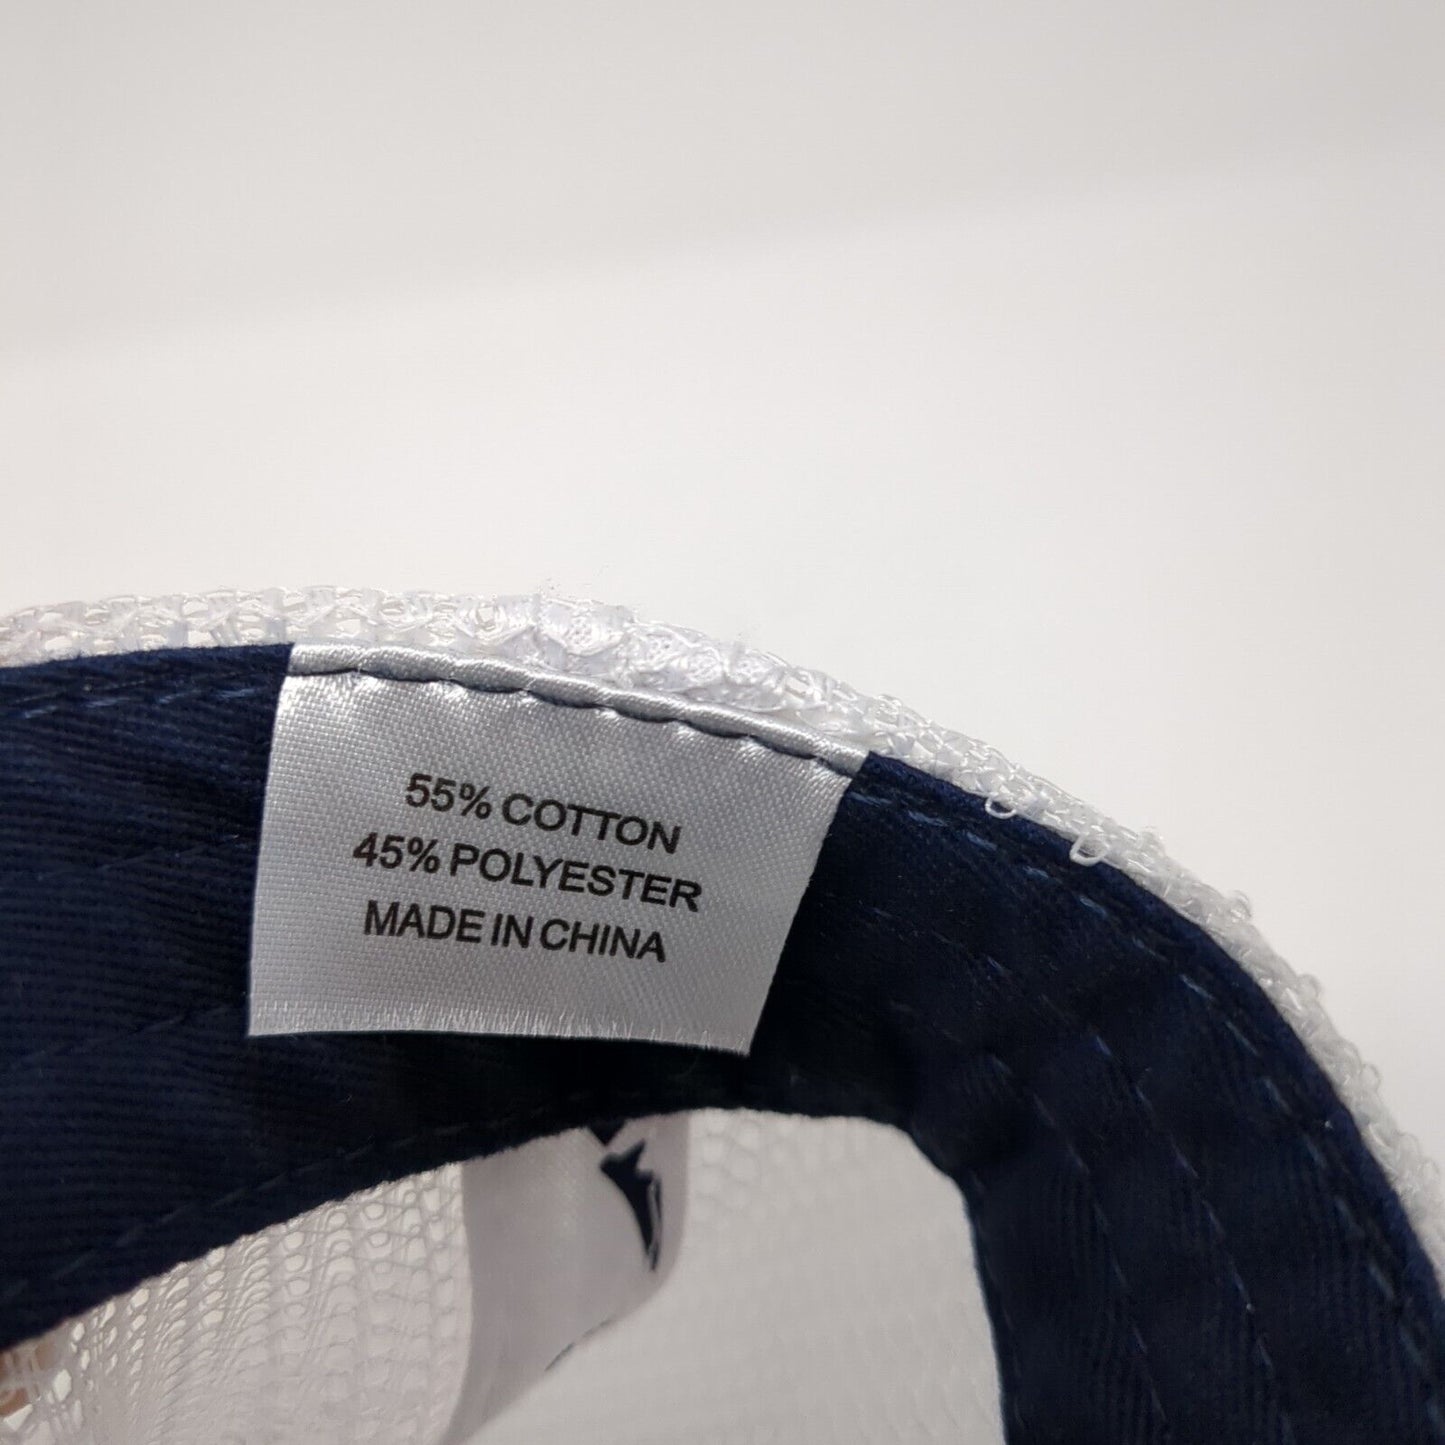 55% COTTON
45% POLYESTER
MADE IN CHINA